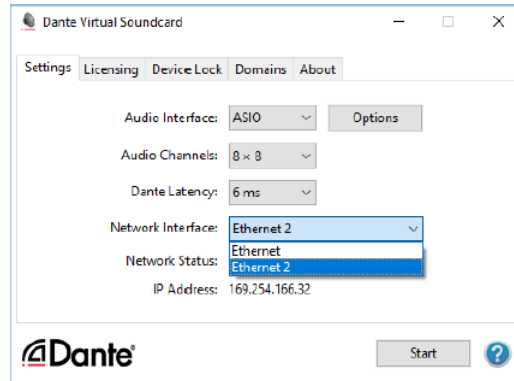 Dante Virtual Soundcard
Settings Licensing Device Lock Domains About
Audio Interface: ASIO Options
Audio Channels: 8 × 8
Dante Latency: 6 ms
Network Interface: Ethernet 2
Ethernet
Network Status: Ethernet 2
IP Address: 169.254.166.32
Dante® Start ?